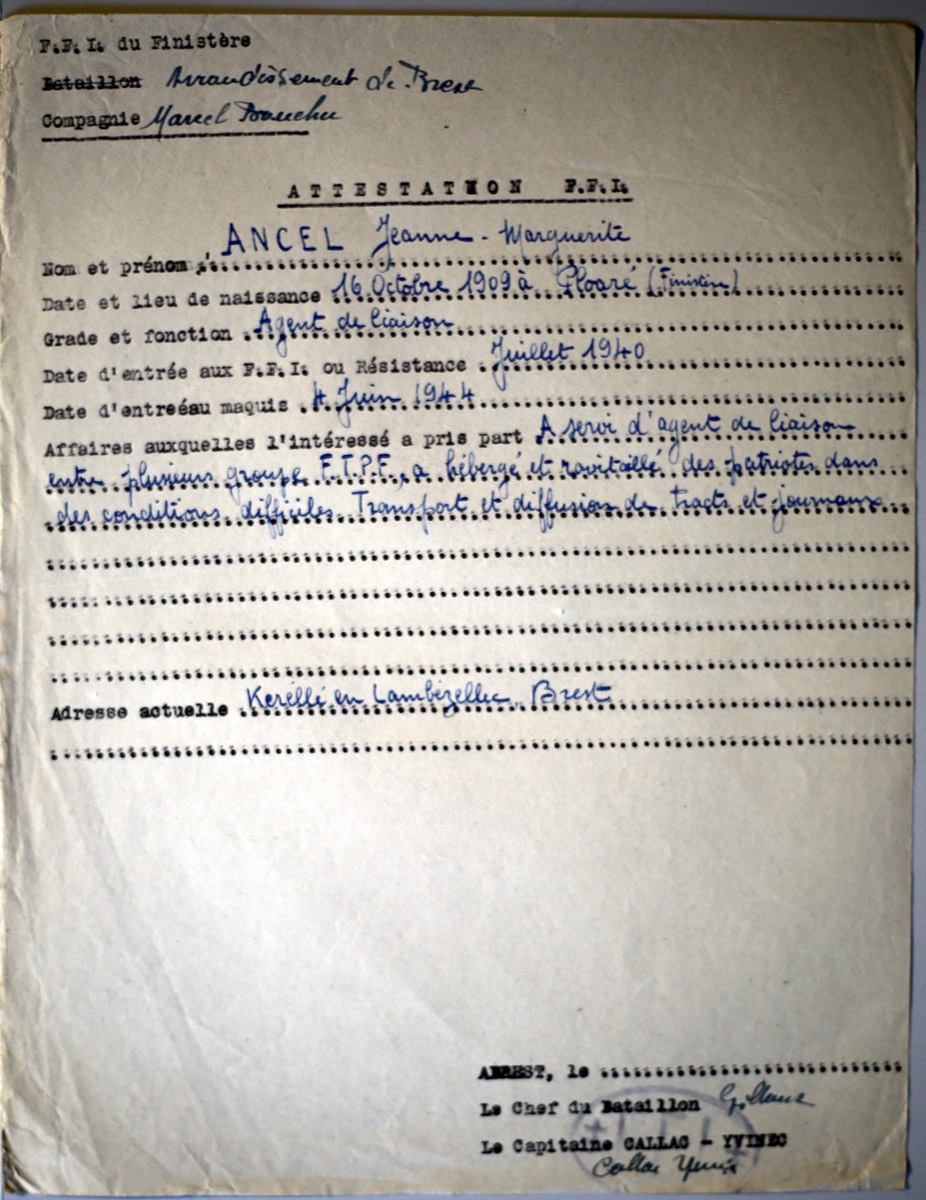 F.F.I. du Finistère
Bataillon Arrondissement de Brest
Compagnie Marcel
ATTESTATION F.F.I.
Nom et prénom : ANCEL Jeanne - Marguerite
Date et lieu de naissance 16 Octobre 1909 à Ploaré (Finistère)
Grade et fonction Agent de liaison
Date d'entrée aux F.F.I. ou Résistance Juillet 1940
Date d'entreéau maquis 4 Juin 1944
Affaires auxquelles l'intéressé a pris part A servi d'agent de liaison
entre plusieurs groupe F.T.P.F, a hébergé et ravitaillé des patriotes dans
des conditions difficiles. Transport et diffusion de tracts et journaux
Adresse actuelle Kerellé en Lambézellec. Brest
BREST, le
Le Chef du Bataillon
Le Capitaine CALLAC - YVINEC
Callac Yvinec